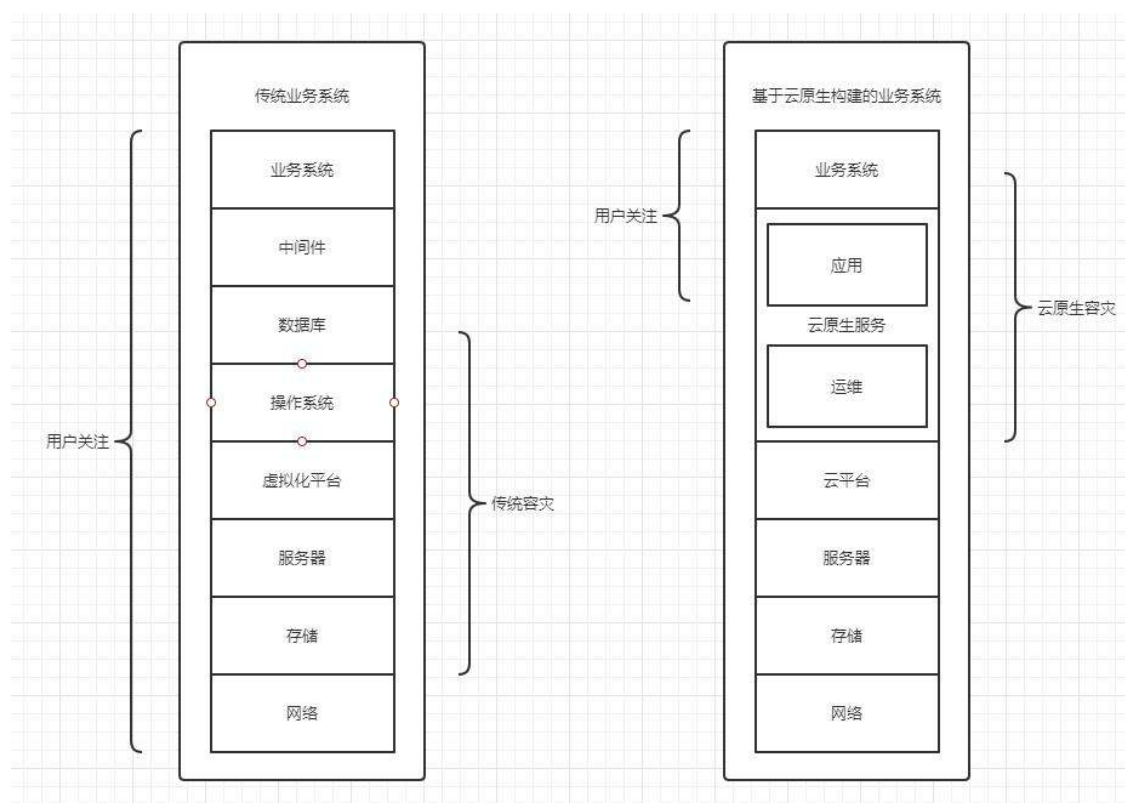 传统业务系统
业务系统
中间件
数据库
操作系统
虚拟化平台
服务器
存储
网络
用户关注
传统容灾
基于云原生构建的业务系统
业务系统
应用
云原生服务
运维
云平台
服务器
存储
网络
用户关注
云原生容灾